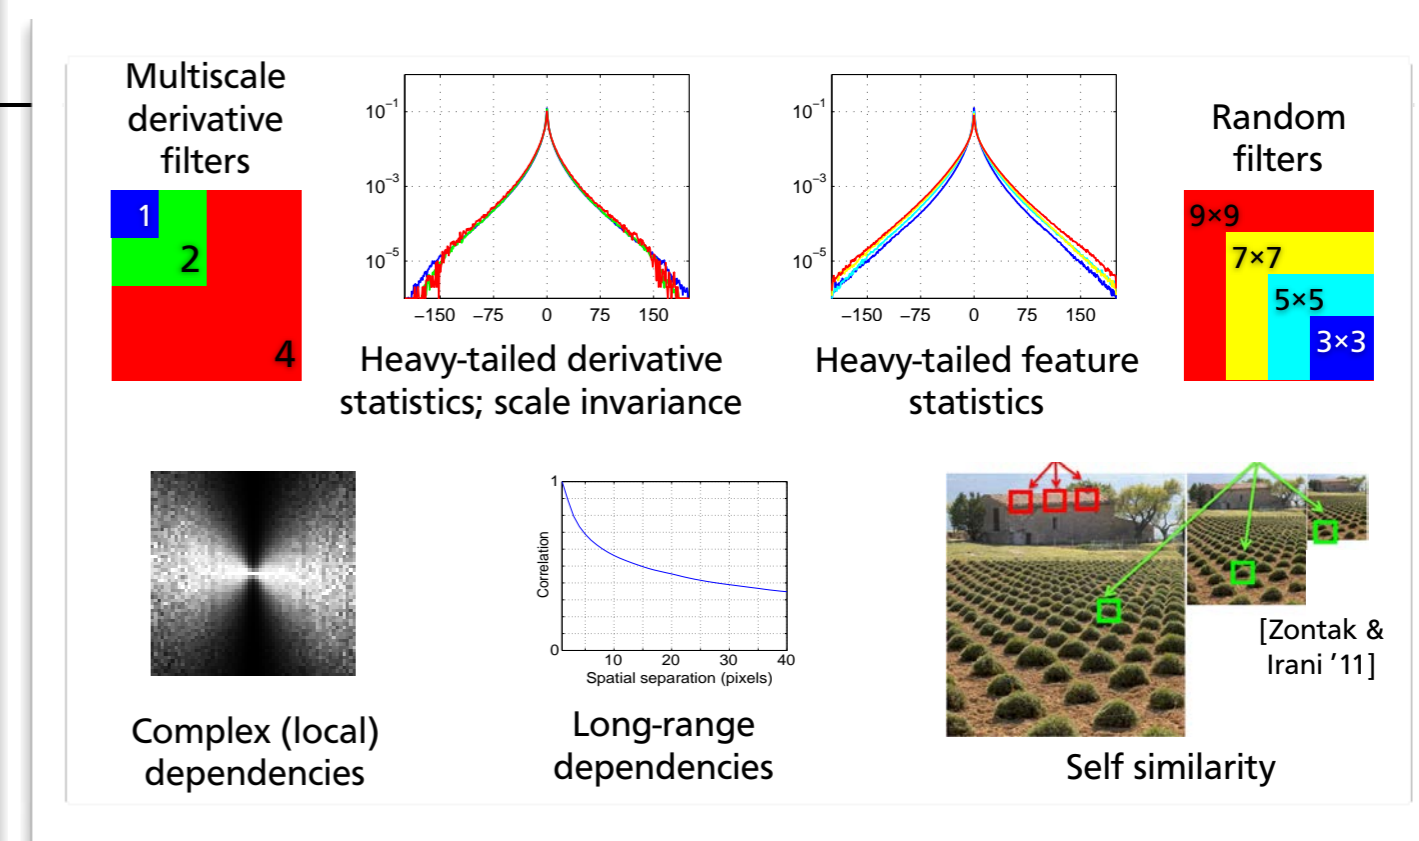 Multiscale
derivative
filters
1
2
4
10−1
10−3
10−5
−150 −75 0 75 150
Heavy-tailed derivative
statistics; scale invariance
10−1
10−3
10−5
−150 −75 0 75 150
Heavy-tailed feature
statistics
Random
filters
9×9
7×7
5×5
3×3
Complex (local)
dependencies
1
Correlation
0
10 20 30 40
Spatial separation (pixels)
Long-range
dependencies
[Zontak &
Irani ’11]
Self similarity